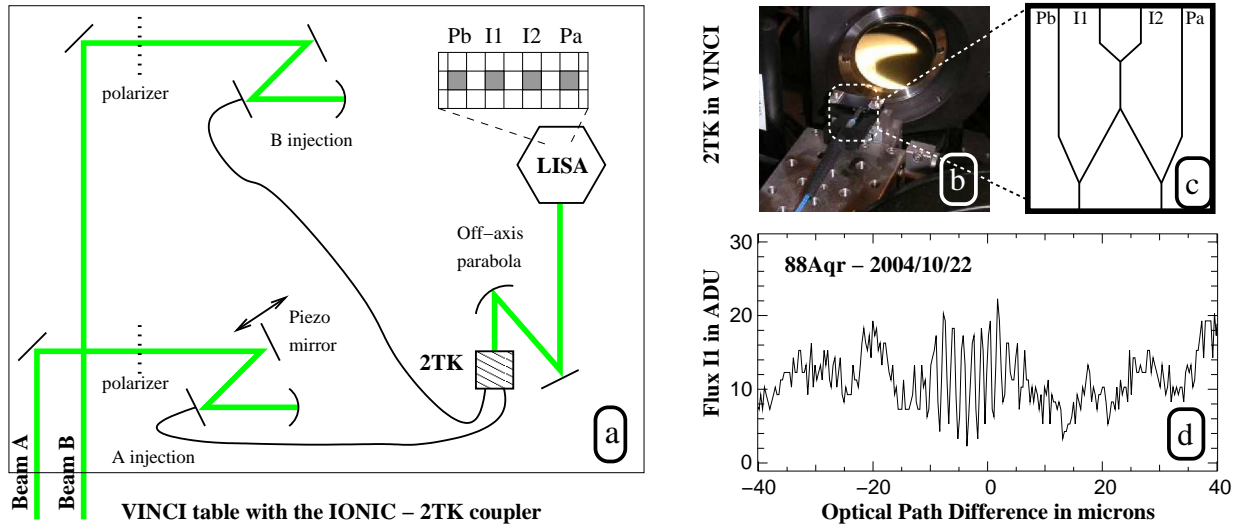 Pb I1 I2 Pa
polarizer
B injection
LISA
Off−axis
parabola
Piezo
mirror
2TK
polarizer
A injection
Beam A
Beam B
a
VINCI table with the IONIC − 2TK coupler
2TK in VINCI
b
Pb I1 I2 Pa
c
88Aqr − 2004/10/22
Flux I1 in ADU
30
20
10
0
d
−40 −20 0 20 40
Optical Path Difference in microns